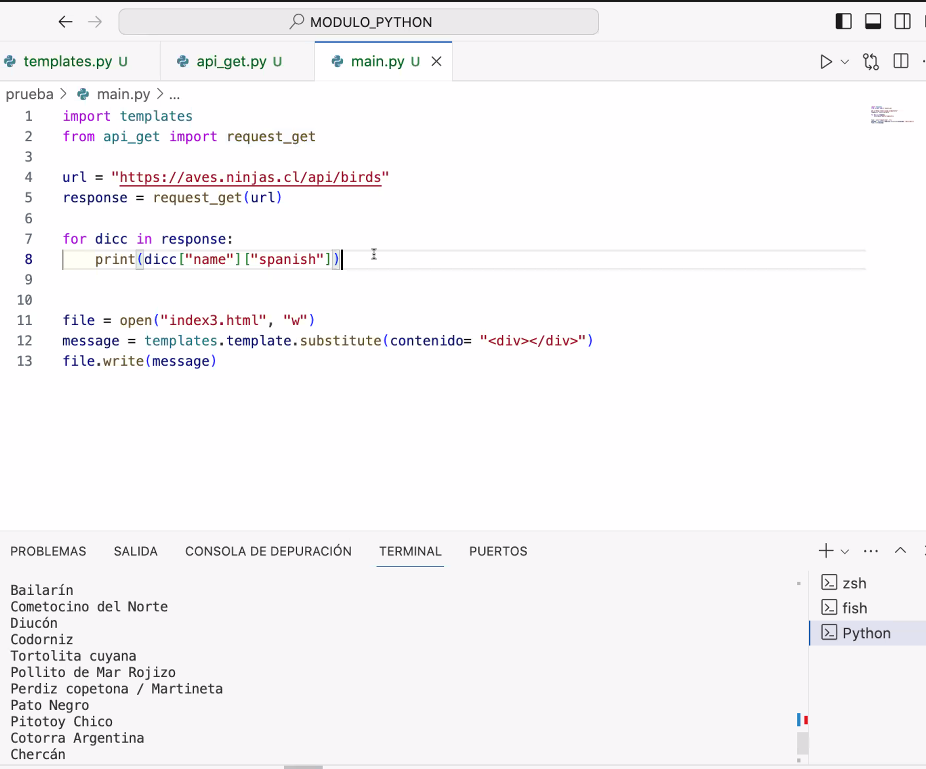 MODULO_PYTHON
templates.py U
api_get.py U
main.py U
prueba > main.py > ...
1 import templates
2 from api_get import request_get
3
4 url = "https://aves.ninjas.cl/api/birds"
5 response = request_get(url)
6
7 for dicc in response:
8     print(dicc["name"]["spanish"])
9
10
11 file = open("index3.html", "w")
12 message = templates.template.substitute(contenido= "<div></div>")
13 file.write(message)
PROBLEMAS SALIDA CONSOLA DE DEPURACIÓN TERMINAL PUERTOS
Bailarín
Cometocino del Norte
Diucón
Codorniz
Tortolita cuyana
Pollito de Mar Rojizo
Perdiz copetona / Martineta
Pato Negro
Pitotoy Chico
Cotorra Argentina
Chercán
zsh
fish
Python